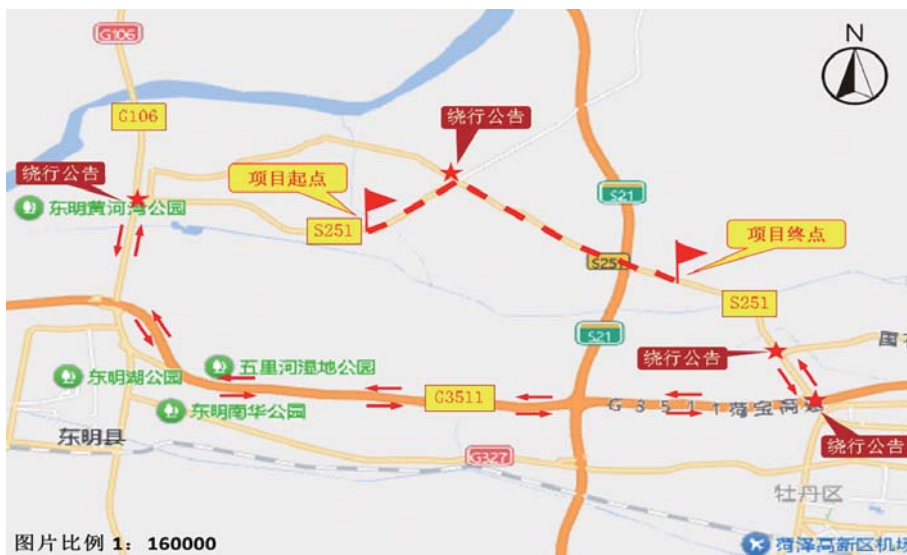 G106
N
绕行公告
G106
绕行公告
项目起点
S21
东明黄河湾公园
S251
项目终点
S251
S251
S21
国
绕行公告
五里河湿地公园
东明湖公园
G3511
G3511菏宝高速
东明南华公园
绕行公告
东明县
G327
牡丹区
图片比例 1： 160000
菏泽高新区机场